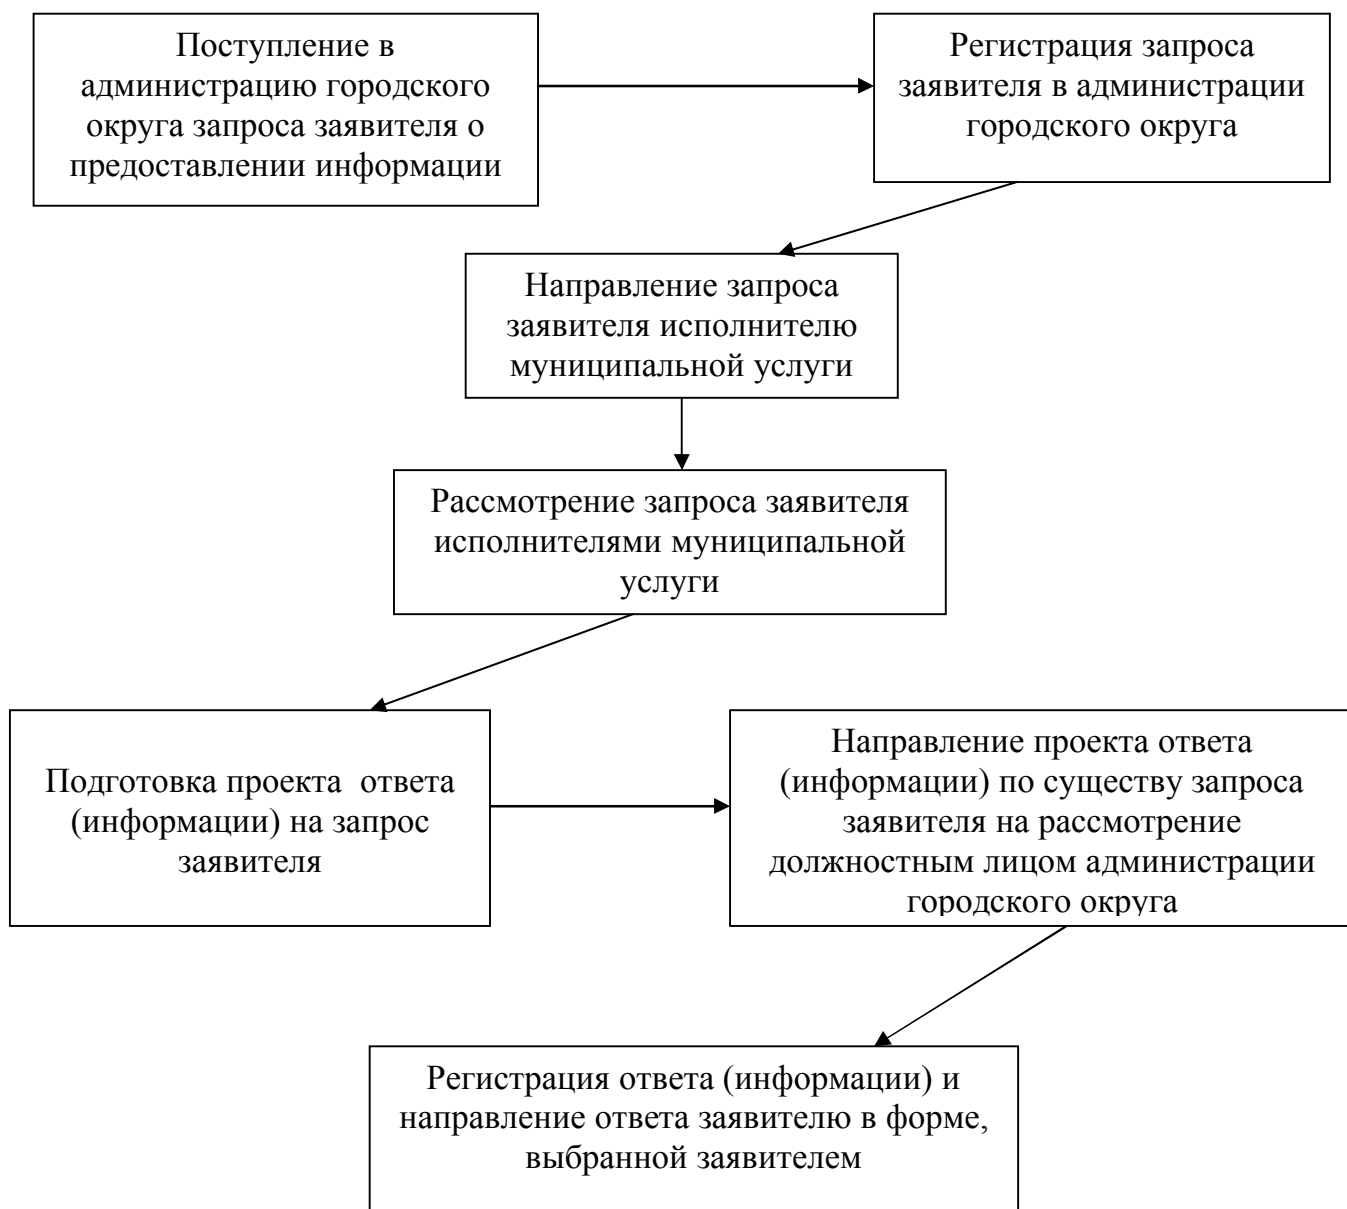 Поступление в
администрацию городского
округа запроса заявителя о
предоставлении информации
Регистрация запроса
заявителя в администрации
городского округа
Направление запроса
заявителя исполнителю
муниципальной услуги
Рассмотрение запроса заявителя
исполнителями муниципальной
услуги
Подготовка проекта  ответа
(информации) на запрос
заявителя
Направление проекта ответа
(информации) по существу запроса
заявителя на рассмотрение
должностным лицом администрации
городского округа
Регистрация ответа (информации) и
направление ответа заявителю в форме,
выбранной заявителем